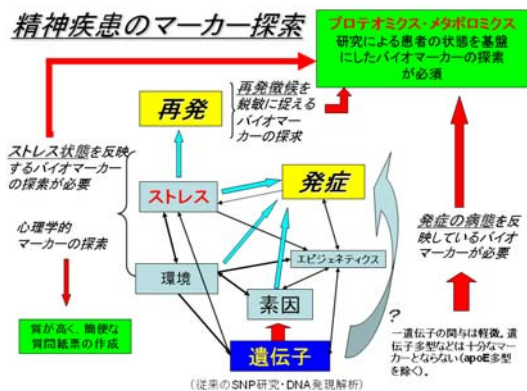 精神疾患のマーカー探索
プロテオミクス・メタボロミクス
研究による患者の状態を基盤
にしたバイオマーカーの探索
が必須
再発
再発徴候を
鋭敏に捉える
バイオマー
カーの探求
ストレス状態を反映
するバイオマーカー
の探索が必要
ストレス
発症
発症の病態を反
映しているバイオ
マーカーが必要
心理学的
マーカーの探索
エピジェネティクス
環境
素因
?
一遺伝子の関与は軽微。遺
伝子多型などは十分なマー
カーとならない(apoE多型
を除く)。
質が高く、簡便な
質問紙票の作成
遺伝子
(従来のSNP研究・DNA発現解析)